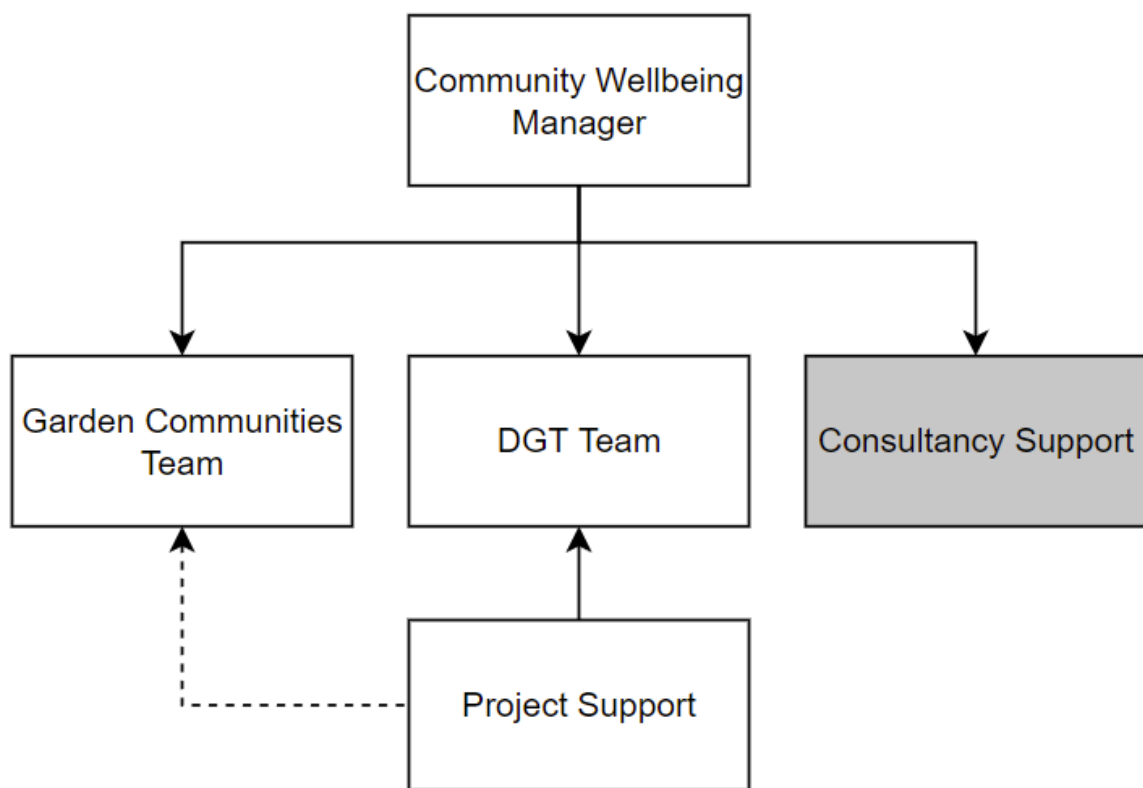 Community Wellbeing
Manager
Garden Communities
Team
DGT Team
Consultancy Support
Project Support